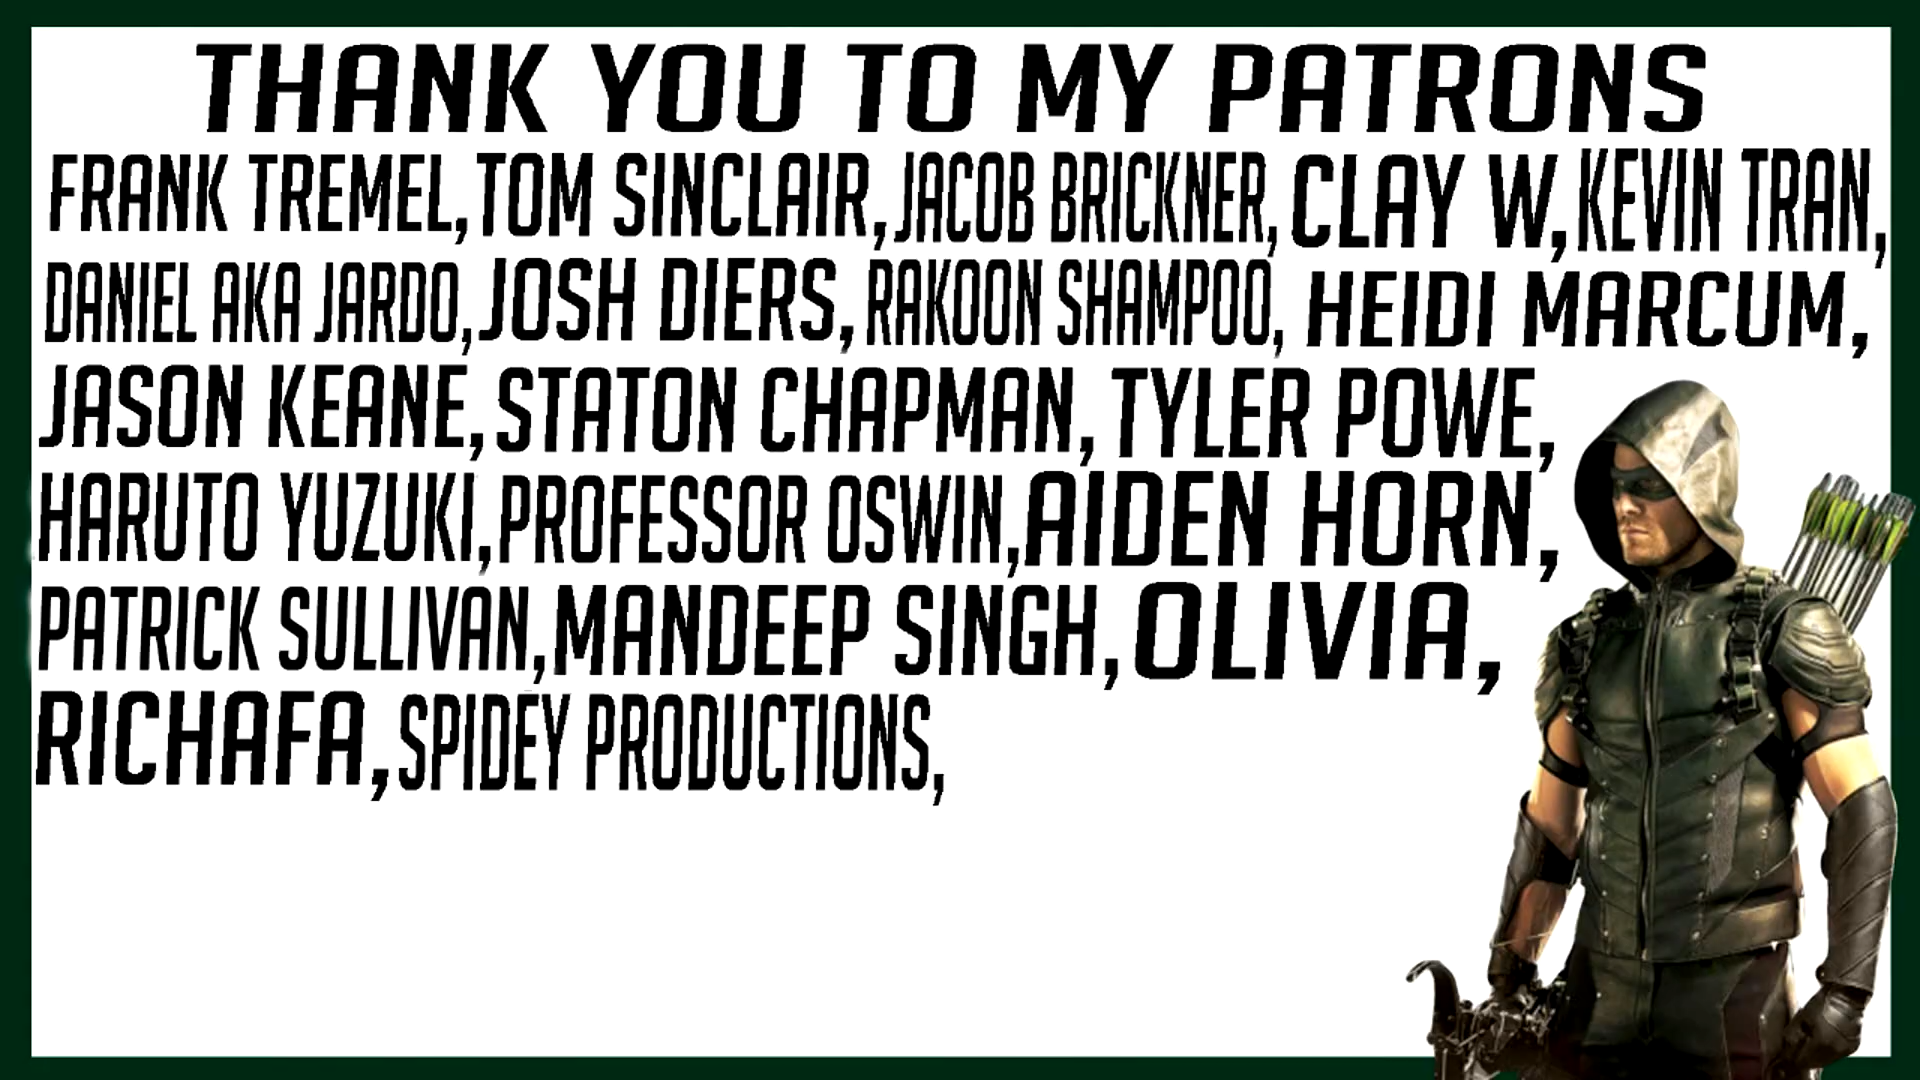 THANK YOU TO MY PATRONS
FRANK TREMEL, TOM SINCLAIR, JACOB BRICKNER, CLAY W, KEVIN TRAN,
DANIEL AKA JARDO, JOSH DIERS, RAKOON SHAMPOO, HEIDI MARCUM,
JASON KEANE, STATON CHAPMAN, TYLER POWE,
HARUTO YUZUKI, PROFESSOR OSWIN, AIDEN HORN,
PATRICK SULLIVAN, MANDEEP SINGH, OLIVIA,
RICHAFA, SPIDEY PRODUCTIONS,